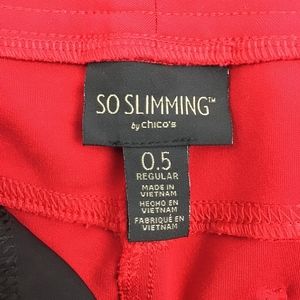 SO SLIMMING™
by chico's
0.5
REGULAR
MADE IN
VIETNAM
HECHO EN
VIETNAM
FABRIQUÉ EN
VIETNAM